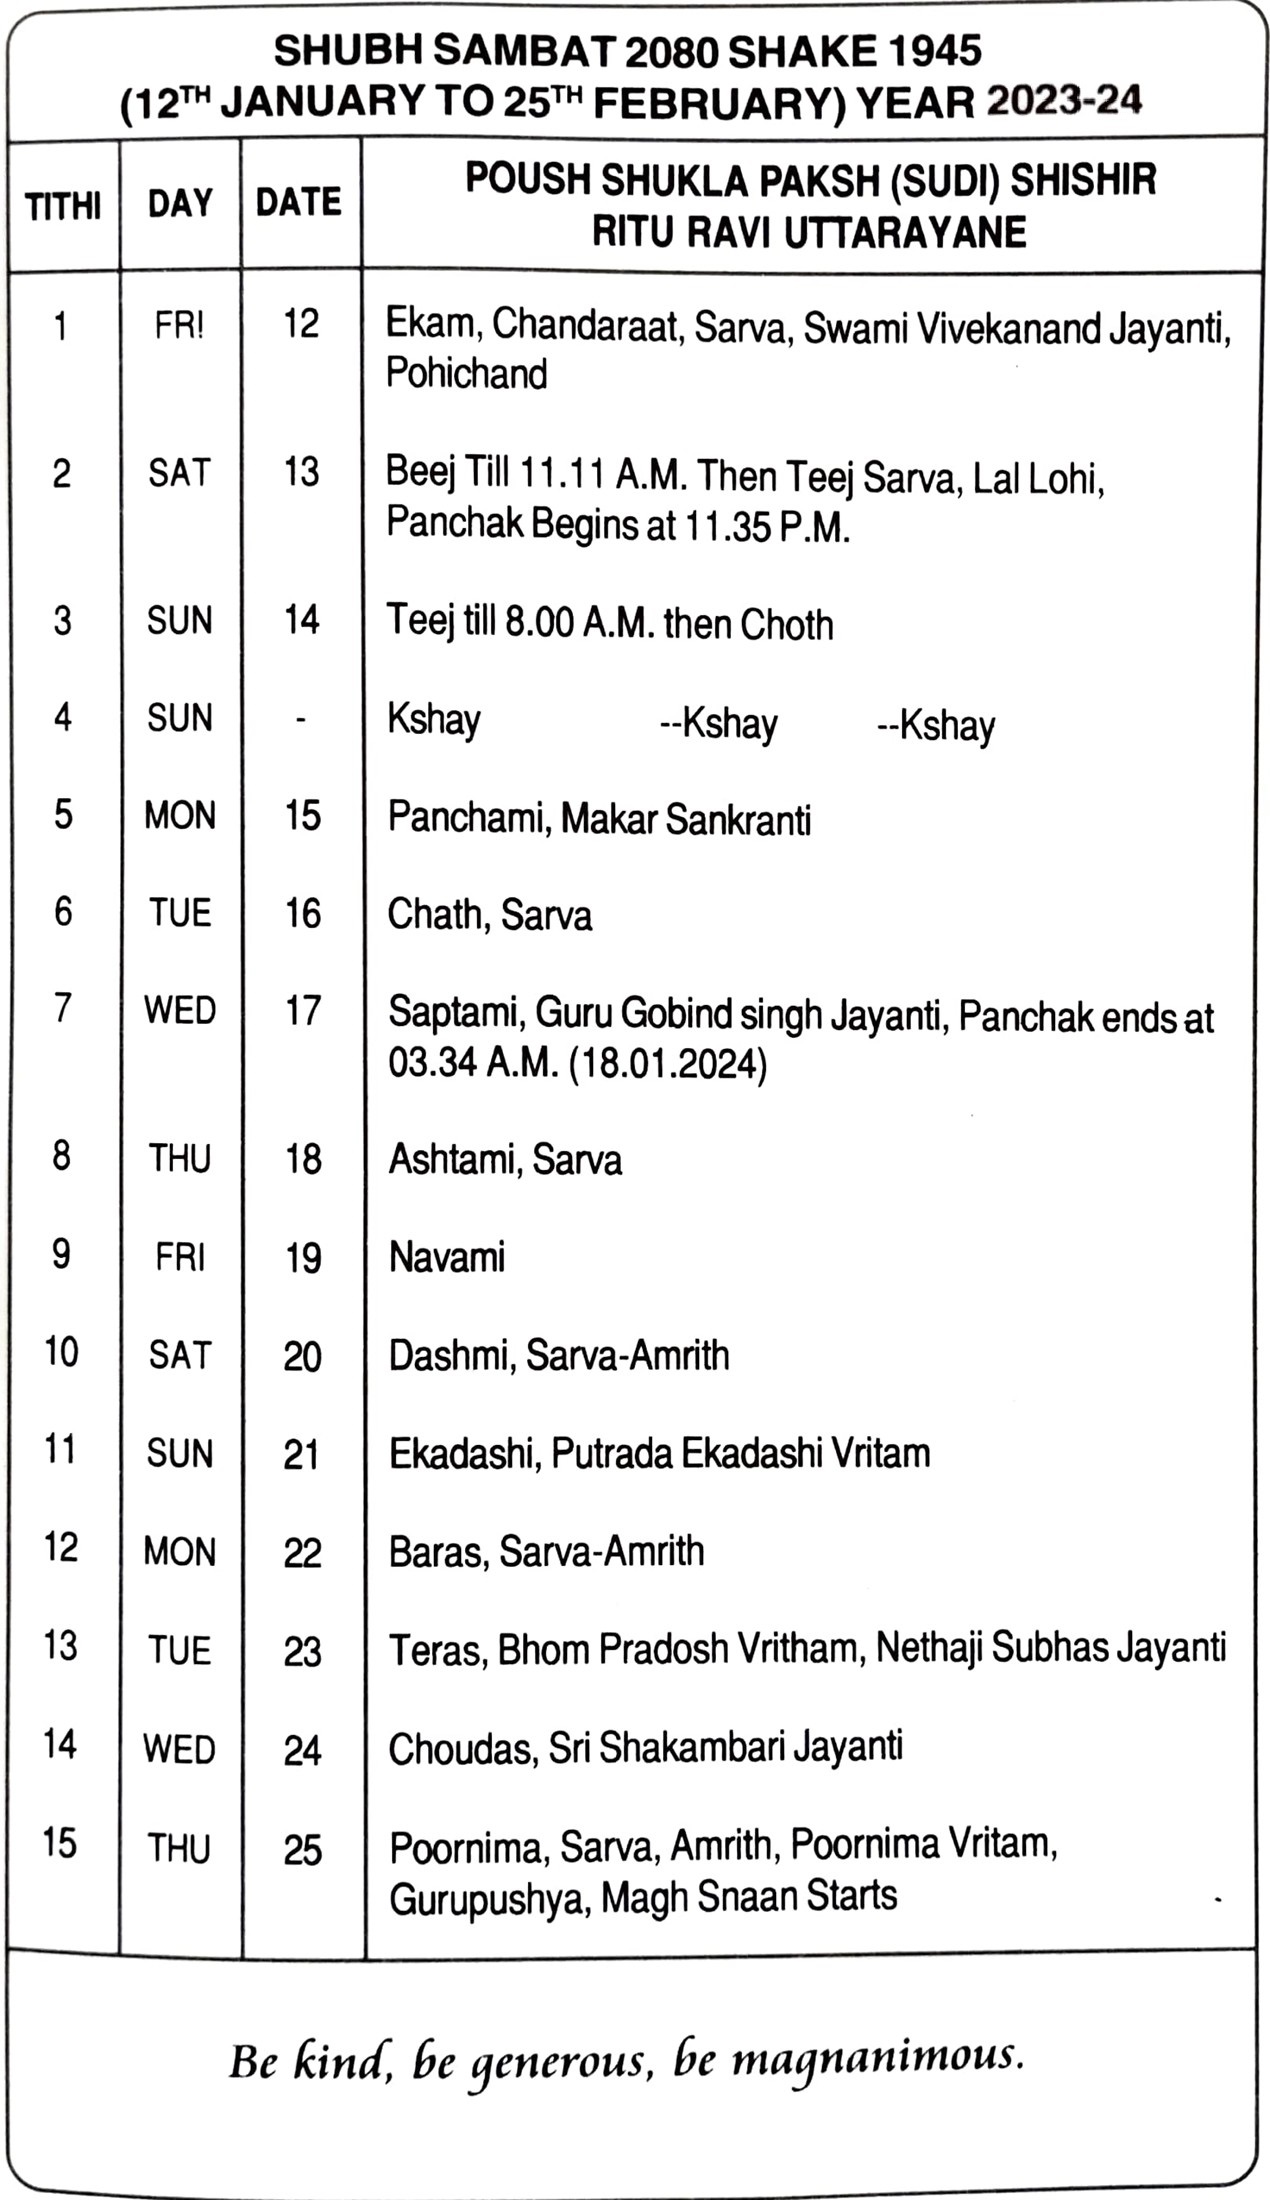 SHUBH SAMBAT 2080 SHAKE 1945
(12TH JANUARY TO 25TH FEBRUARY) YEAR 2023-24
TITHI DAY DATE POUSH SHUKLA PAKSH (SUDI) SHISHIR
RITU RAVI UTTARAYANE
1 FR! 12 Ekam, Chandaraat, Sarva, Swami Vivekanand Jayanti,
Pohichand
2 SAT 13 Beej Till 11.11 A.M. Then Teej Sarva, Lal Lohi,
Panchak Begins at 11.35 P.M.
3 SUN 14 Teej till 8.00 A.M. then Choth
4 SUN - Kshay --Kshay --Kshay
5 MON 15 Panchami, Makar Sankranti
6 TUE 16 Chath, Sarva
7 WED 17 Saptami, Guru Gobind singh Jayanti, Panchak ends at
03.34 A.M. (18.01.2024)
8 THU 18 Ashtami, Sarva
9 FRI 19 Navami
10 SAT 20 Dashmi, Sarva-Amrith
11 SUN 21 Ekadashi, Putrada Ekadashi Vritam
12 MON 22 Baras, Sarva-Amrith
13 TUE 23 Teras, Bhom Pradosh Vritham, Nethaji Subhas Jayanti
14 WED 24 Choudas, Sri Shakambari Jayanti
15 THU 25 Poornima, Sarva, Amrith, Poornima Vritam,
Gurupushya, Magh Snaan Starts
Be kind, be generous, be magnanimous.